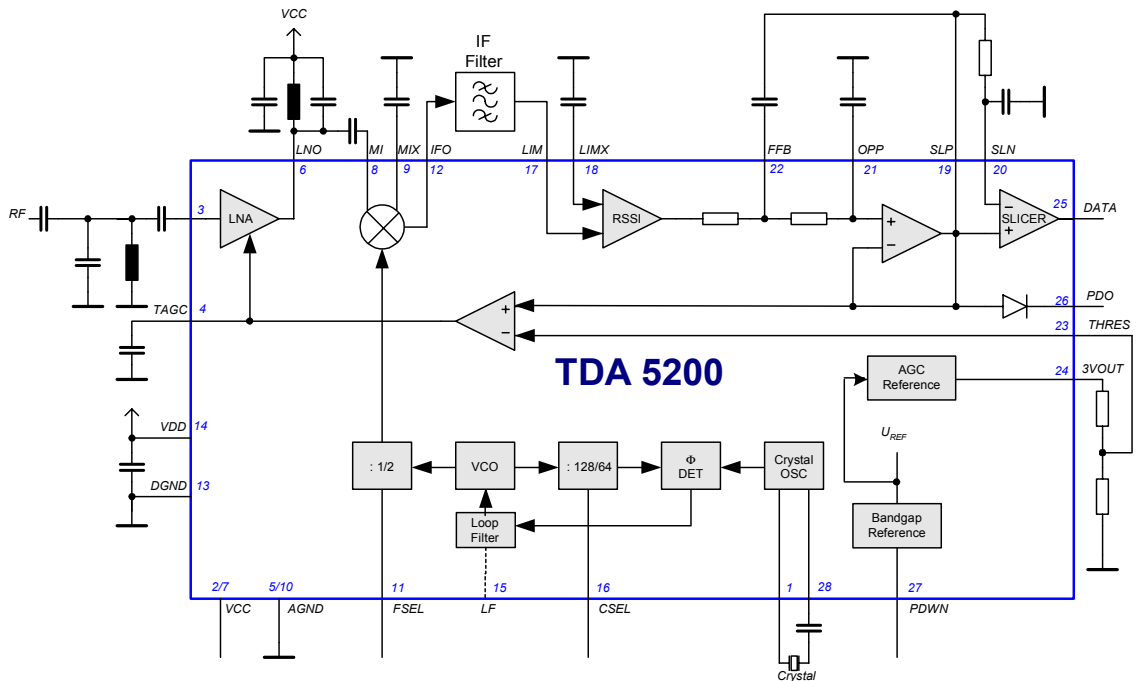 VCC
IF
Filter
LNO
MI
MIX
IFO
LIM
LIMX
FFB
OPP
SLP
SLN
6
8
9
12
17
18
22
21
19
20
RF
3
LNA
RSSI
+
−
−
+
SLICER
25
DATA
TAGC
4
+
−
26
PDO
23
THRES
TDA 5200
AGC
Reference
24
3VOUT
VDD
14
U_REF
: 1/2
VCO
: 128/64
Φ
DET
Crystal
OSC
DGND
13
Loop
Filter
Bandgap
Reference
2/7
5/10
11
15
16
1
28
27
VCC
AGND
FSEL
LF
CSEL
PDWN
Crystal